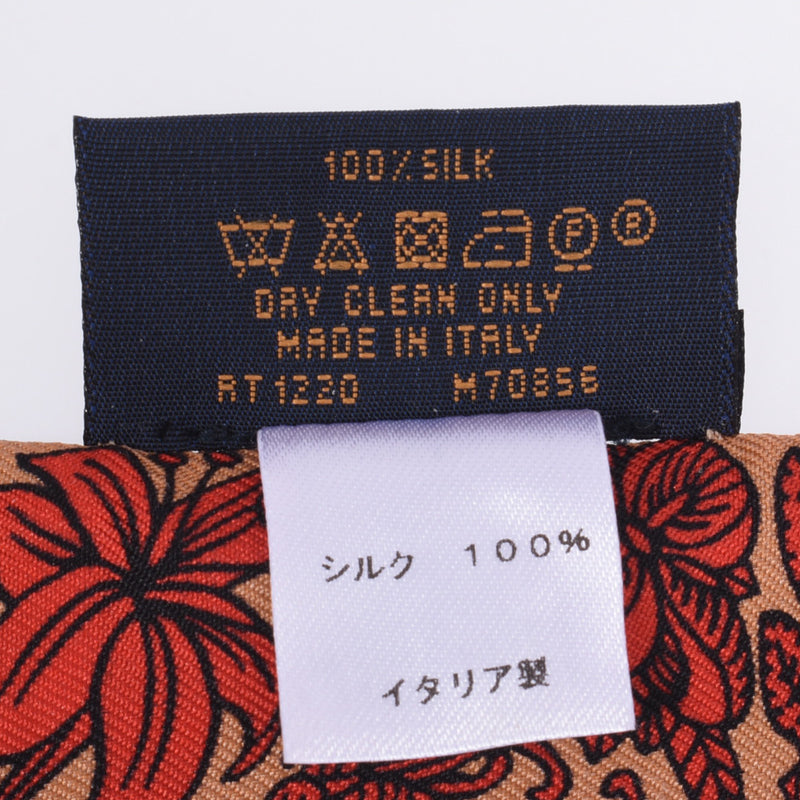 100% SILK
P R
DRY CLEAN ONLY
MADE IN ITALY
RT1220 M70856
シルク 100%
イタリア製